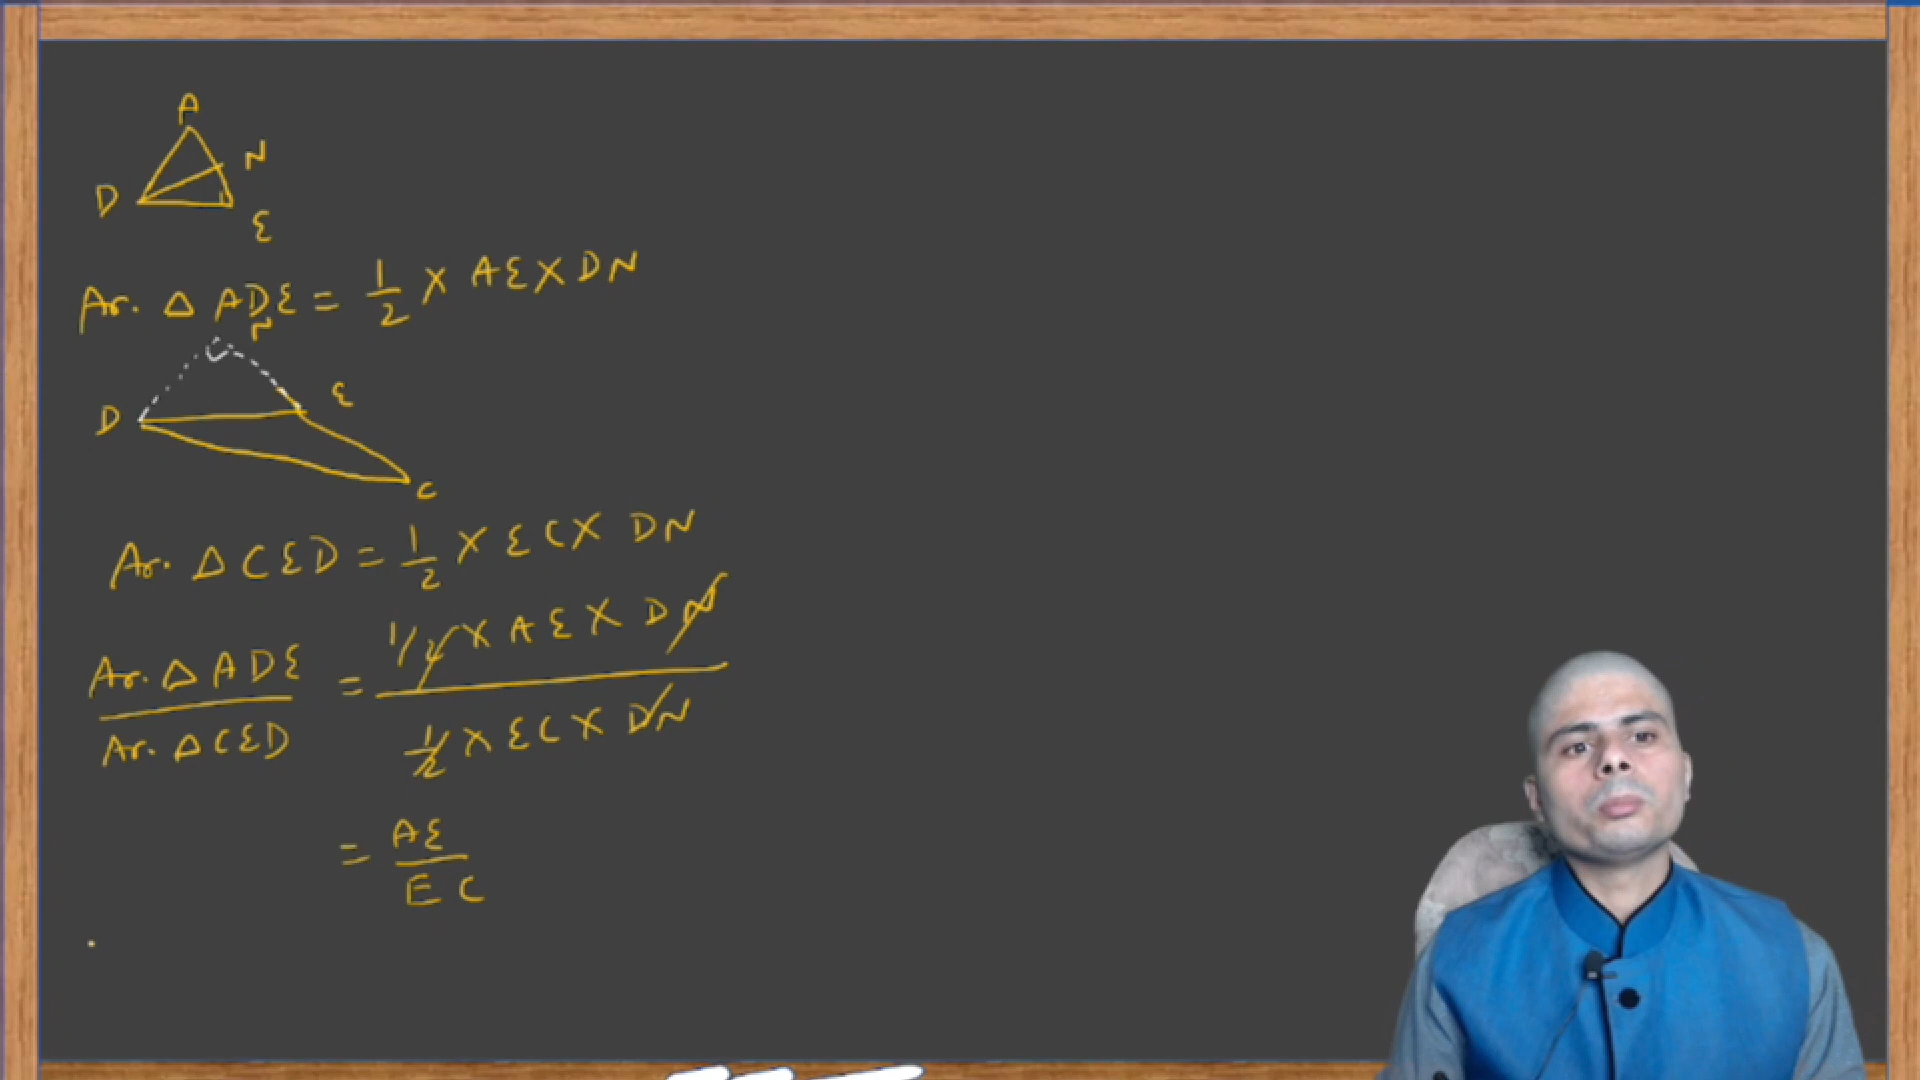 A
N
D
E
Ar. Δ ADE = 1/2 X AE X DN
N
E
D
C
Ar. Δ CED = 1/2 X EC X DN
Ar. Δ ADE / Ar. Δ CED = 1/2 X AE X DN / 1/2 X EC X DN
= AE / EC